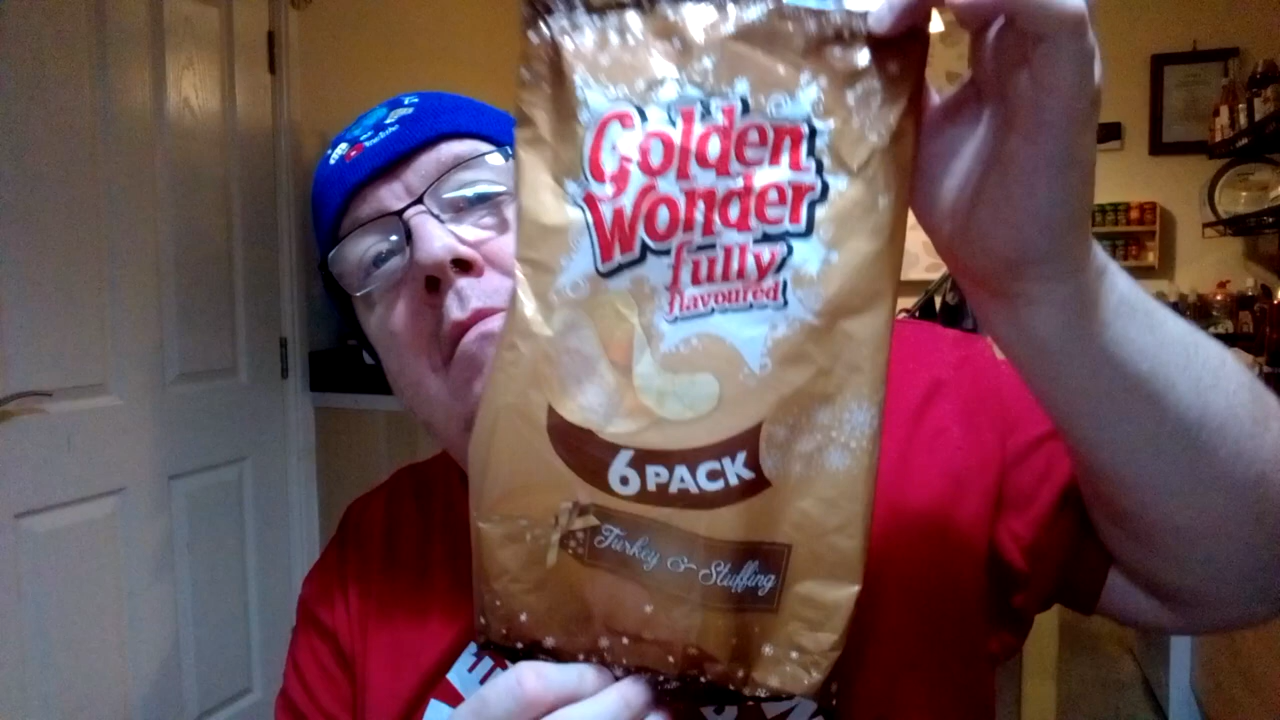 Golden
Wonder
fully
flavoured
6 PACK
Turkey & Stuffing